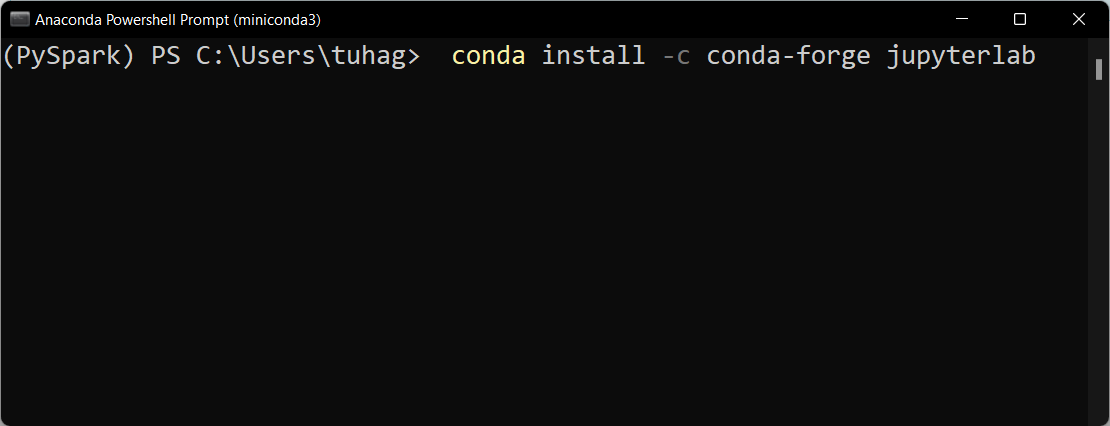 Anaconda Powershell Prompt (miniconda3)
(PySpark) PS C:\Users\tuhag>  conda install -c conda-forge jupyterlab